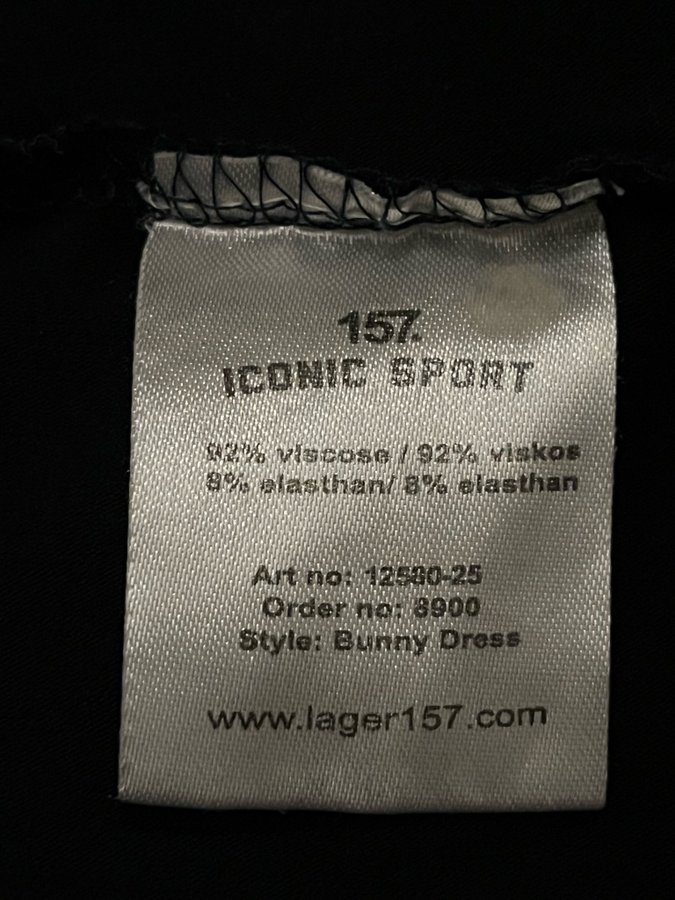 157.
ICONIC SPORT
92% viscose / 92% viskos
8% elasthan/ 8% elasthan
Art no: 12580-25
Order no: 6900
Style: Bunny Dress
www.lager157.com